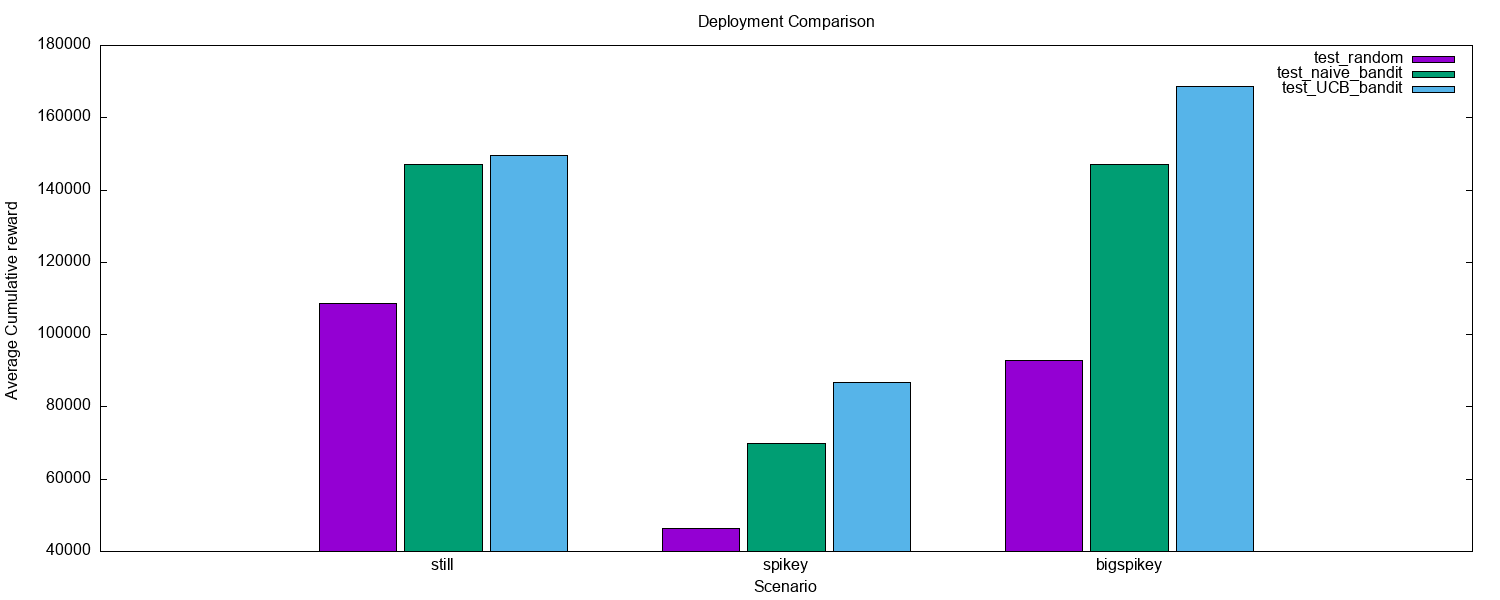 Deployment Comparison
180000
160000
140000
120000
100000
80000
60000
40000
Average Cumulative reward
test_random
test_naive_bandit
test_UCB_bandit
still
spikey
bigspikey
Scenario